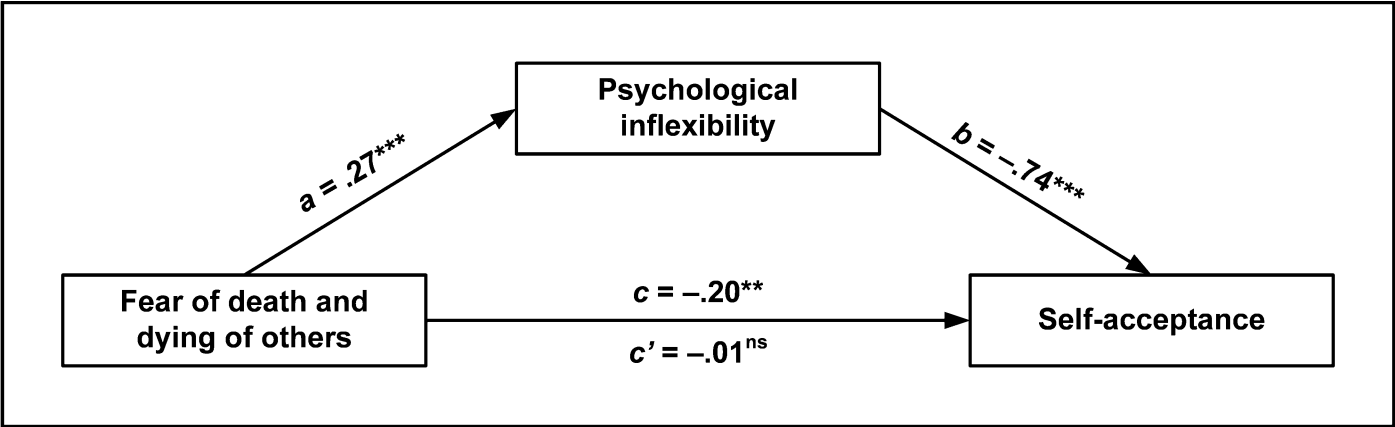 Psychological
inflexibility
a = .27***
b = –.74***
Fear of death and
dying of others
c = –.20**
c’ = –.01ns
Self-acceptance